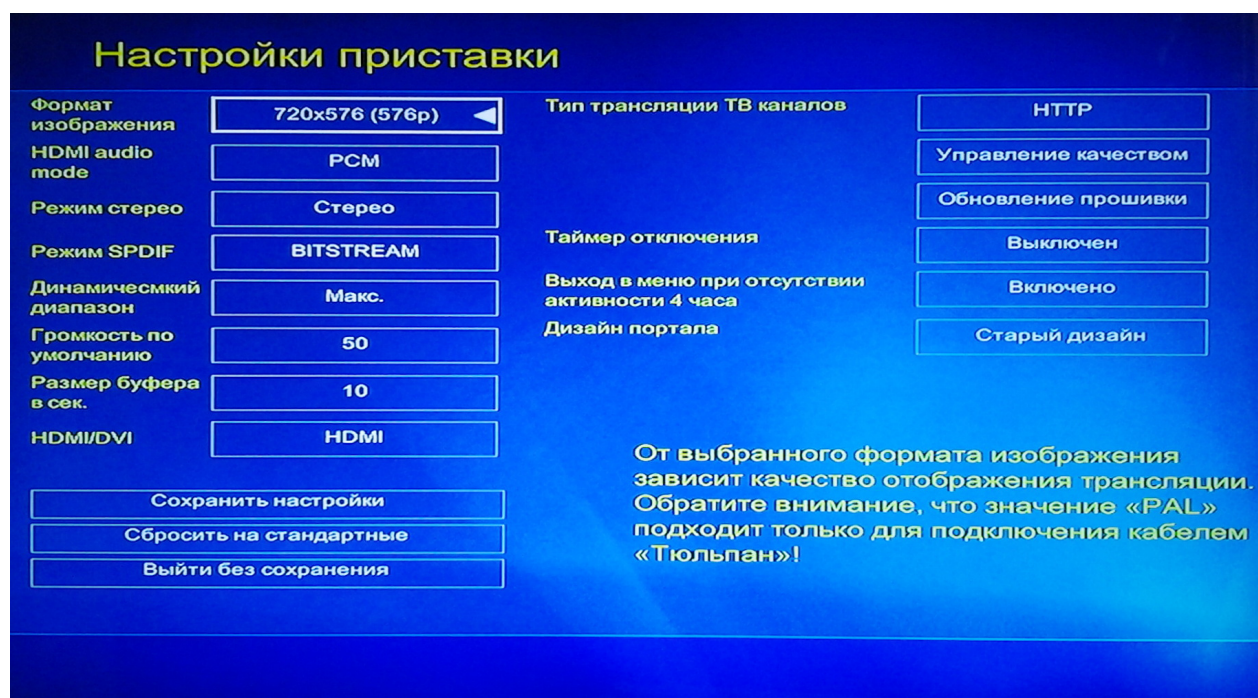 Настройки приставки
Формат
изображения
720x576 (576p)
HDMI audio
mode
PCM
Режим стерео
Стерео
Режим SPDIF
BITSTREAM
Динамичесмкий
диапазон
Макс.
Громкость по
умолчанию
50
Размер буфера
в сек.
10
HDMI/DVI
HDMI
Сохранить настройки
Сбросить на стандартные
Выйти без сохранения
Тип трансляции ТВ каналов
HTTP
Управление качеством
Обновление прошивки
Таймер отключения
Выключен
Выход в меню при отсутствии
активности 4 часа
Включено
Дизайн портала
Старый дизайн
От выбранного формата изображения
зависит качество отображения трансляции.
Обратите внимание, что значение «PAL»
подходит только для подключения кабелем
«Тюльпан»!